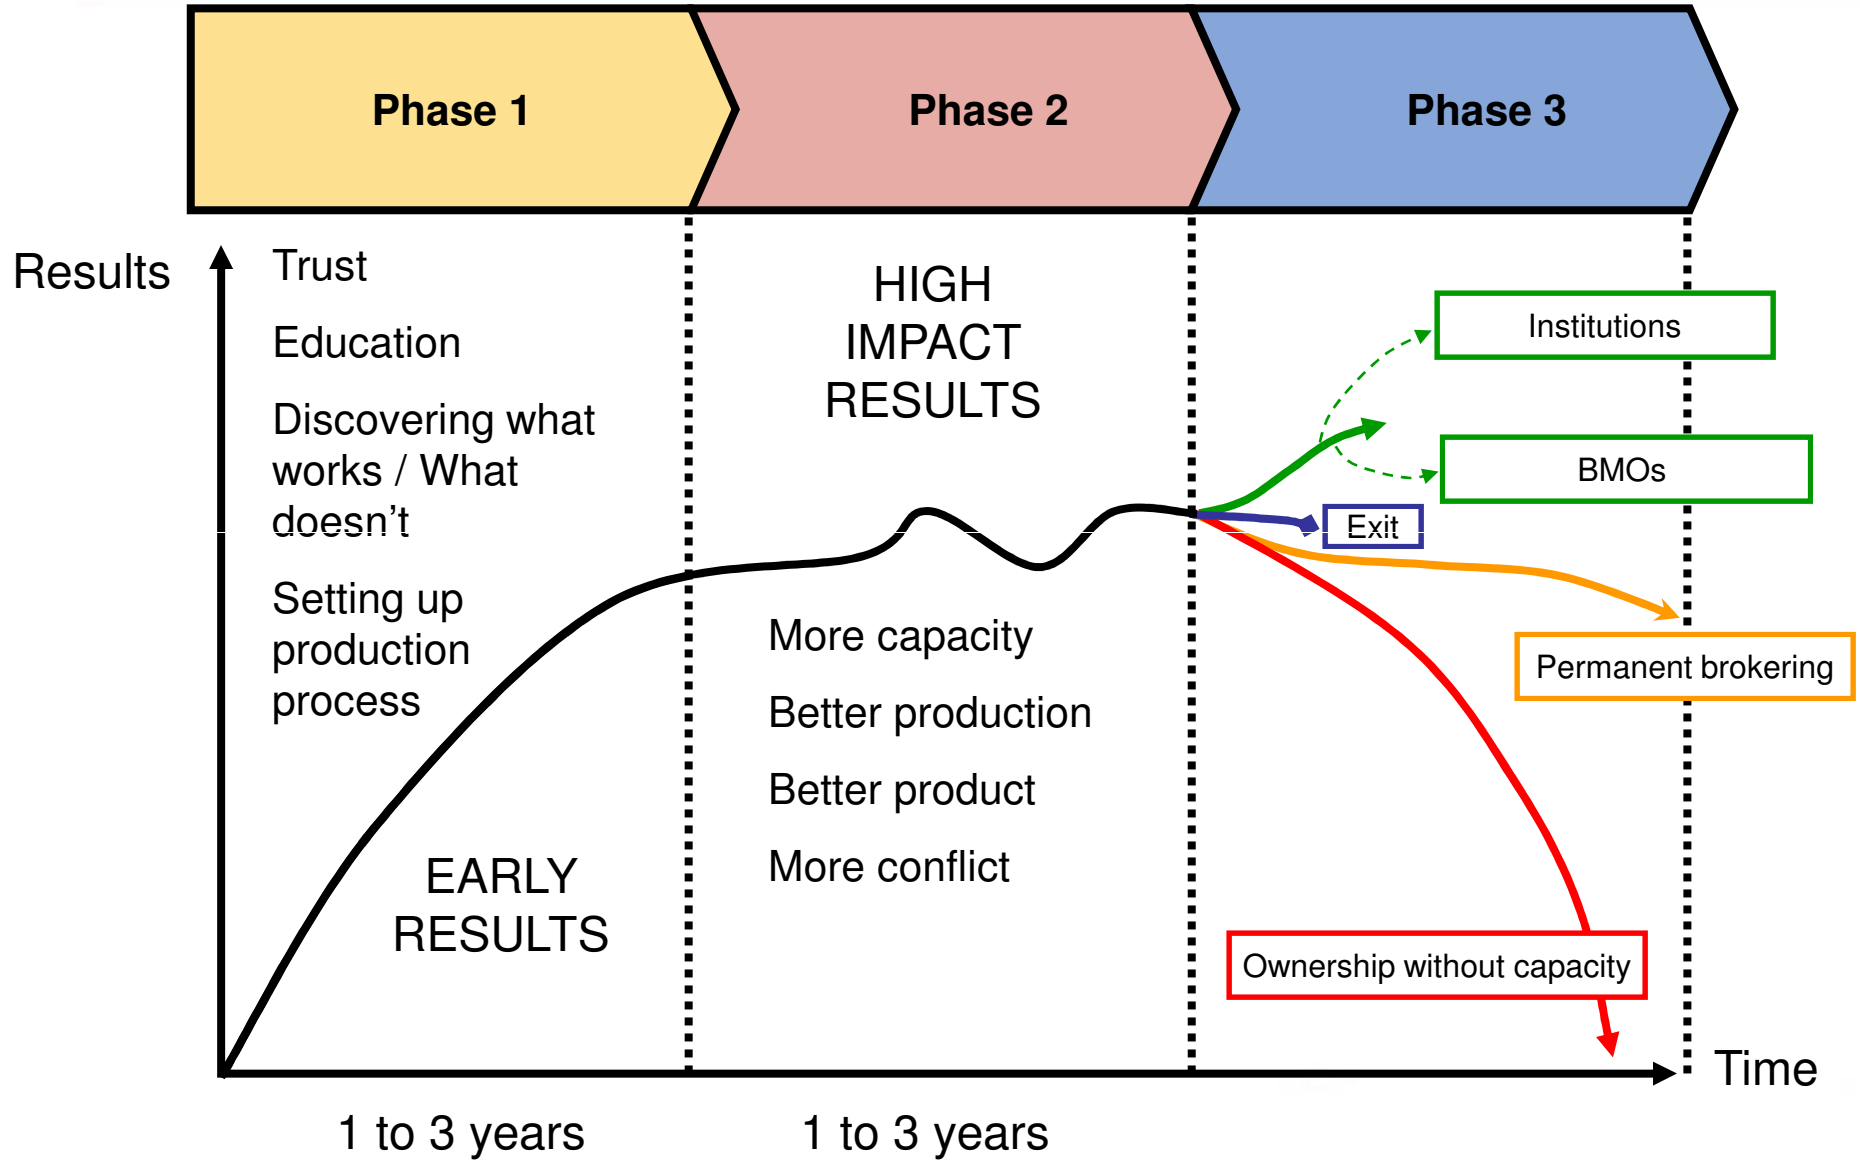 Phase 1
Phase 2
Phase 3
Results
Trust
Education
Discovering what
works / What
doesn't
Setting up
production
process
EARLY
RESULTS
HIGH
IMPACT
RESULTS
More capacity
Better production
Better product
More conflict
Institutions
BMOs
Exit
Permanent brokering
Ownership without capacity
Time
1 to 3 years
1 to 3 years